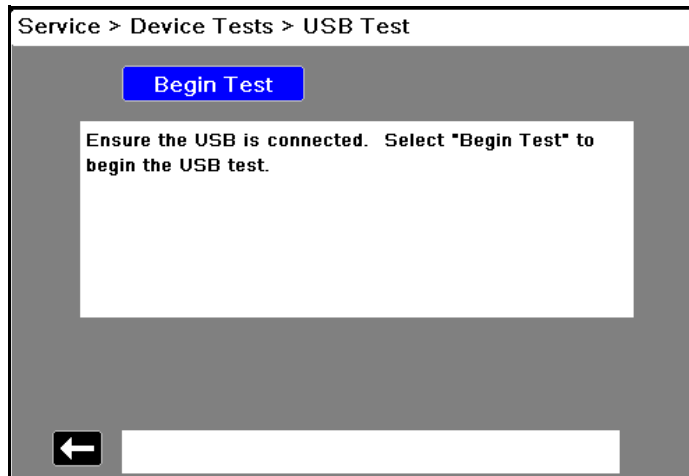 Service > Device Tests > USB Test
Begin Test
Ensure the USB is connected.  Select "Begin Test" to
begin the USB test.